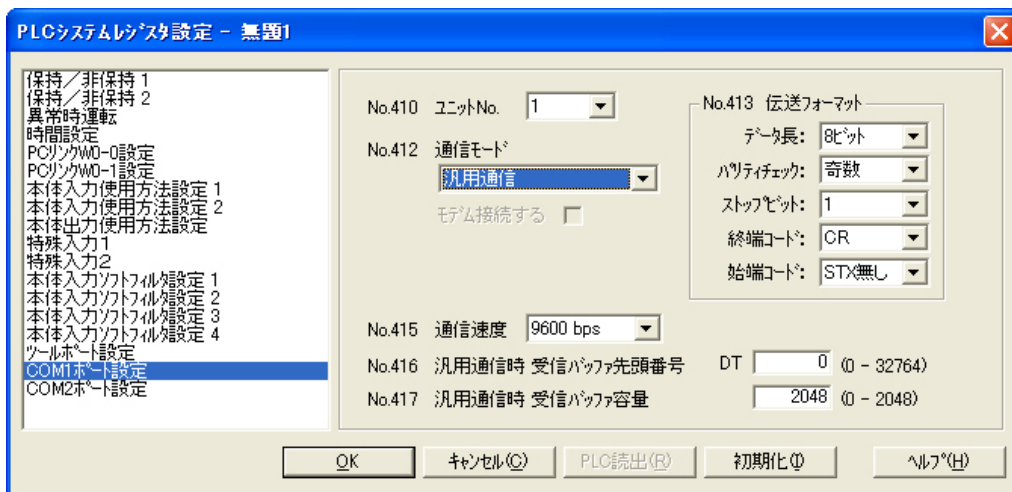 PLCｼｽﾃﾑﾚｼﾞｽﾀ設定 - 無題1
保持／非保持 1
保持／非保持 2
異常時運転
時間設定
PCﾘﾝｸW0-0設定
PCﾘﾝｸW0-1設定
本体入力使用方法設定 1
本体入力使用方法設定 2
本体出力使用方法設定
特殊入力1
特殊入力2
本体入力ｿﾌﾄﾌｨﾙﾀ設定 1
本体入力ｿﾌﾄﾌｨﾙﾀ設定 2
本体入力ｿﾌﾄﾌｨﾙﾀ設定 3
本体入力ｿﾌﾄﾌｨﾙﾀ設定 4
ﾂｰﾙﾎﾟｰﾄ設定
COM1ﾎﾟｰﾄ設定
COM2ﾎﾟｰﾄ設定
No.410 ﾕﾆｯﾄNo. 1
No.412 通信ﾓｰﾄﾞ
汎用通信
ﾓﾃﾞﾑ接続する
No.413 伝送ﾌｫｰﾏｯﾄ
ﾃﾞｰﾀ長: 8ﾋﾞｯﾄ
ﾊﾟﾘﾃｨﾁｪｯｸ: 奇数
ｽﾄｯﾌﾟﾋﾞｯﾄ: 1
終端ｺｰﾄﾞ: CR
始端ｺｰﾄﾞ: STX無し
No.415 通信速度 9600 bps
No.416 汎用通信時 受信ﾊﾞｯﾌｧ先頭番号 DT 0 (0 - 32764)
No.417 汎用通信時 受信ﾊﾞｯﾌｧ容量 2048 (0 - 2048)
OK ｷｬﾝｾﾙ(C) PLC読出(R) 初期化(I) ﾍﾙﾌﾟ(H)